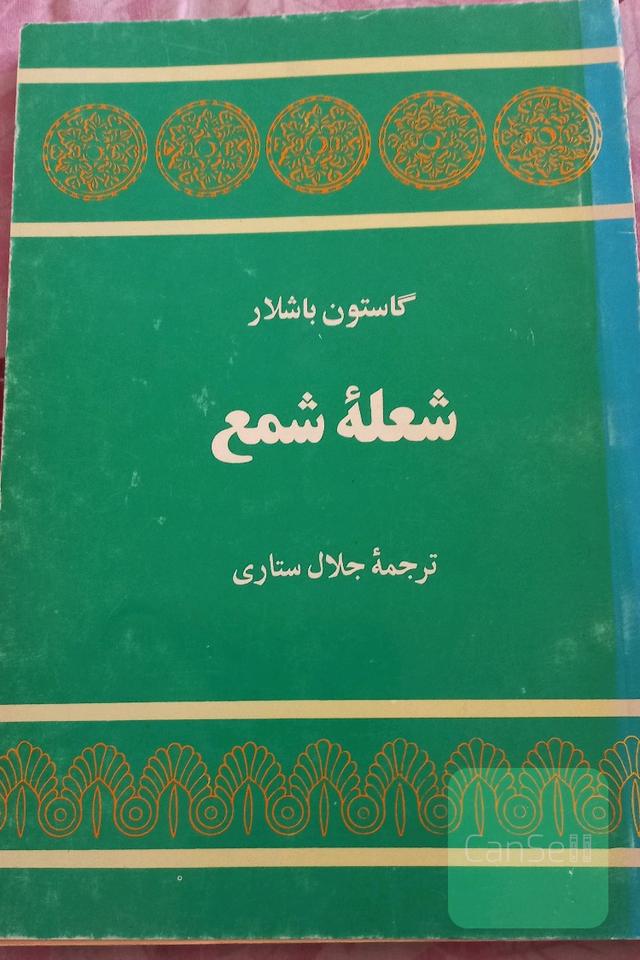 گاستون باشلار
شعلهٔ شمع
ترجمهٔ جلال ستاری
CanSell